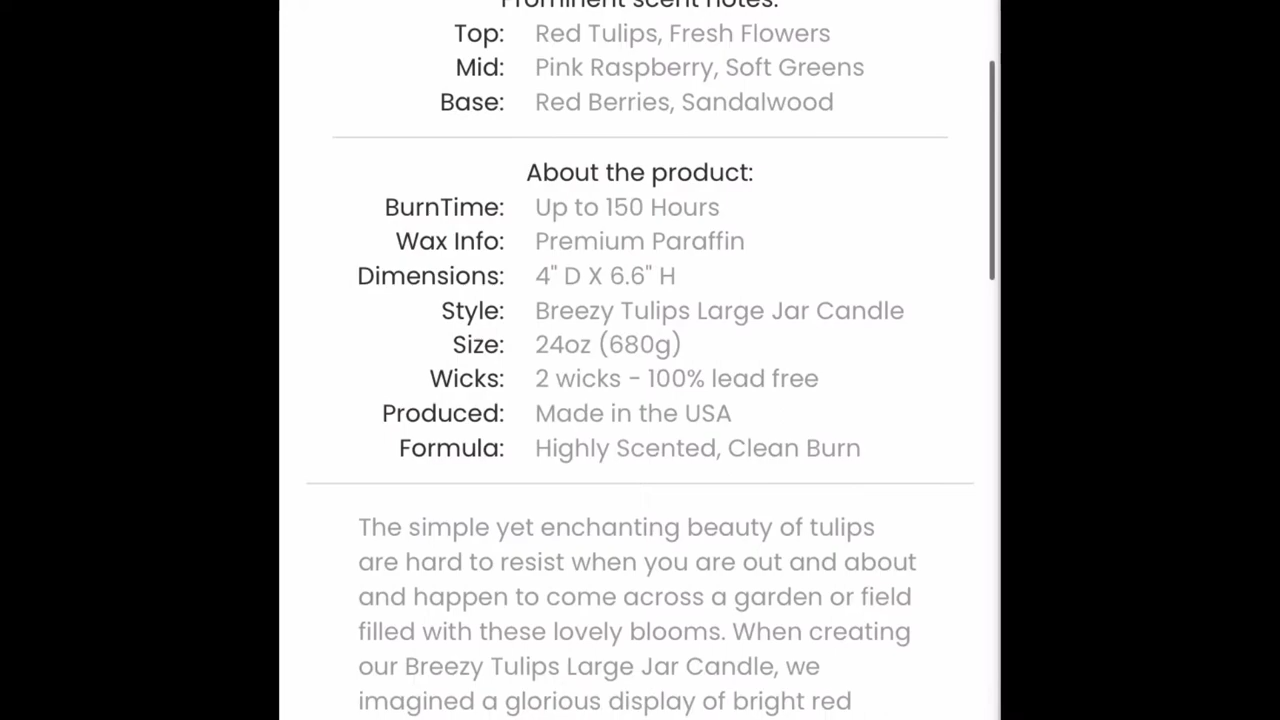 Prominent scent notes:
Top: Red Tulips, Fresh Flowers
Mid: Pink Raspberry, Soft Greens
Base: Red Berries, Sandalwood
About the product:
BurnTime: Up to 150 Hours
Wax Info: Premium Paraffin
Dimensions: 4" D X 6.6" H
Style: Breezy Tulips Large Jar Candle
Size: 24oz (680g)
Wicks: 2 wicks - 100% lead free
Produced: Made in the USA
Formula: Highly Scented, Clean Burn
The simple yet enchanting beauty of tulips
are hard to resist when you are out and about
and happen to come across a garden or field
filled with these lovely blooms. When creating
our Breezy Tulips Large Jar Candle, we
imagined a glorious display of bright red